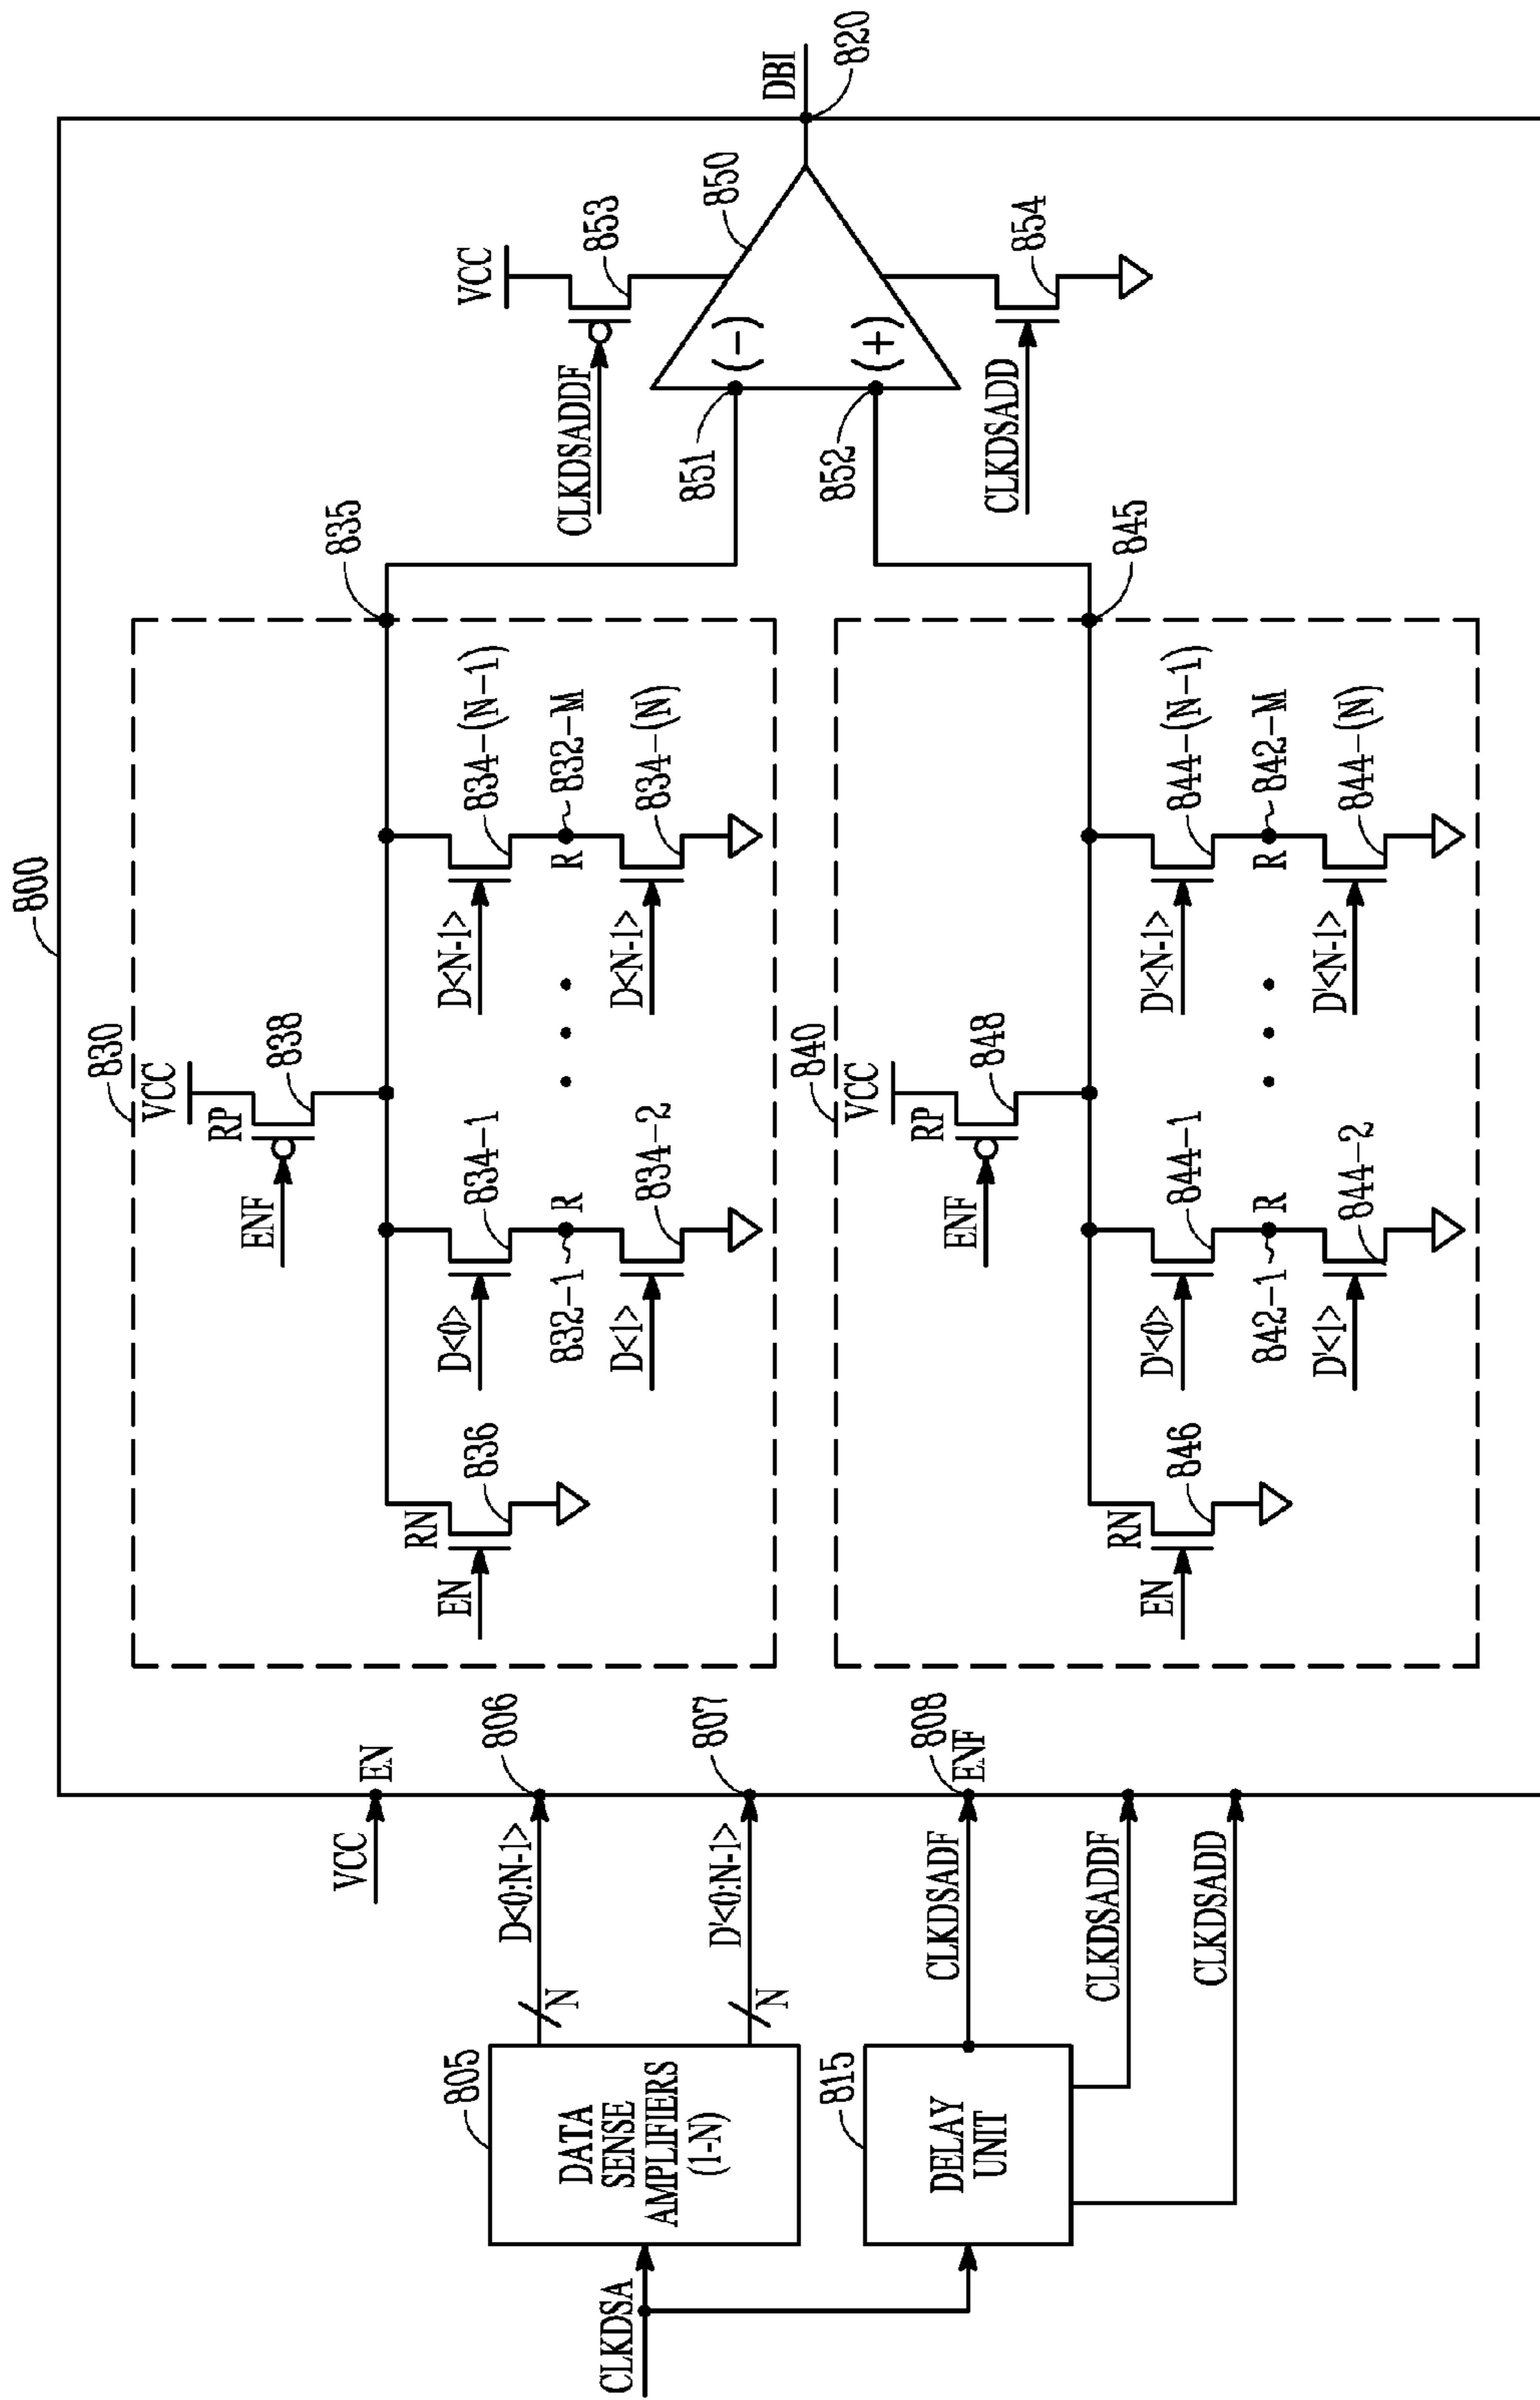 800
VCC
EN
806
D<0:N-1>
N
807
D'<0:N-1>
N
805
DATA
SENSE
AMPLIFIERS
(1-N)
CLKDSA
808
ENF
CLKDSADF
CLKDSADDF
CLKDSADD
815
DELAY
UNIT
830
VCC
RP
838
ENF
835
RN
836
EN
D<0>
834-1
832-1
R
D<1>
834-2
D<N-1>
834-(N-1)
R
832-M
D<N-1>
834-(N)
840
VCC
RP
848
ENF
845
RN
846
EN
D'<0>
844-1
842-1
R
D'<1>
844-2
D'<N-1>
844-(N-1)
R
842-M
D'<N-1>
844-(N)
VCC
853
CLKDSADDF
850
851
(-)
852
(+)
CLKDSADD
854
DBI
820